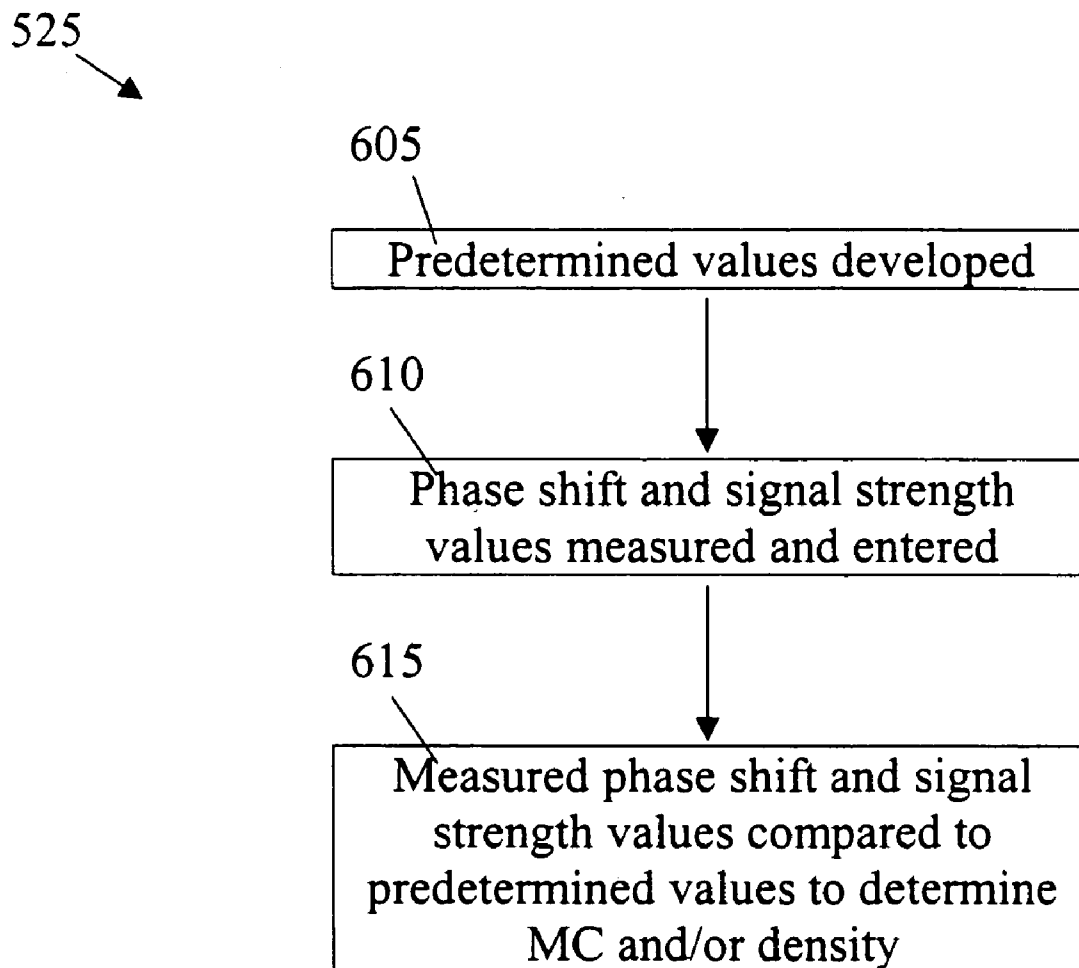 525
605
Predetermined values developed
610
Phase shift and signal strength
values measured and entered
615
Measured phase shift and signal
strength values compared to
predetermined values to determine
MC and/or density